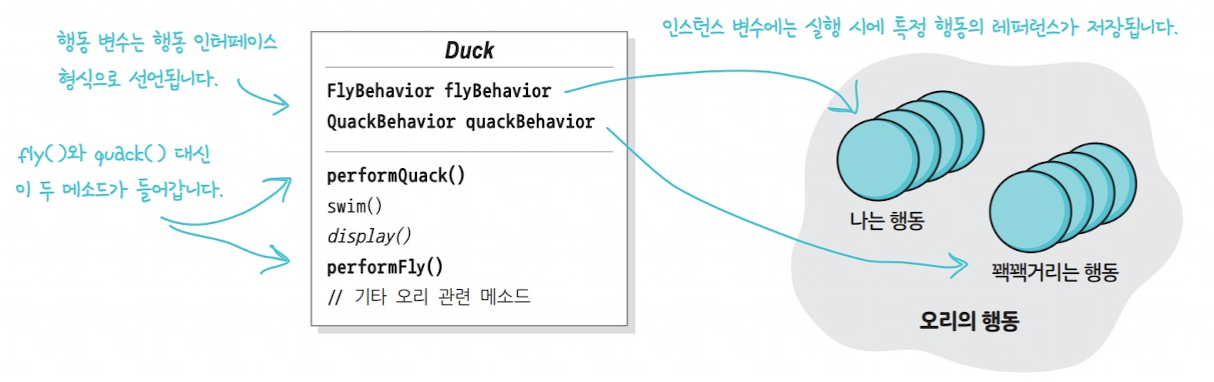 행동 변수는 행동 인터페이스
형식으로 선언됩니다.
fly()와 quack() 대신
이 두 메소드가 들어갑니다.
Duck
FlyBehavior flyBehavior
QuackBehavior quackBehavior
performQuack()
swim()
display()
performFly()
// 기타 오리 관련 메소드
인스턴스 변수에는 실행 시에 특정 행동의 레퍼런스가 저장됩니다.
나는 행동
꽥꽥거리는 행동
오리의 행동